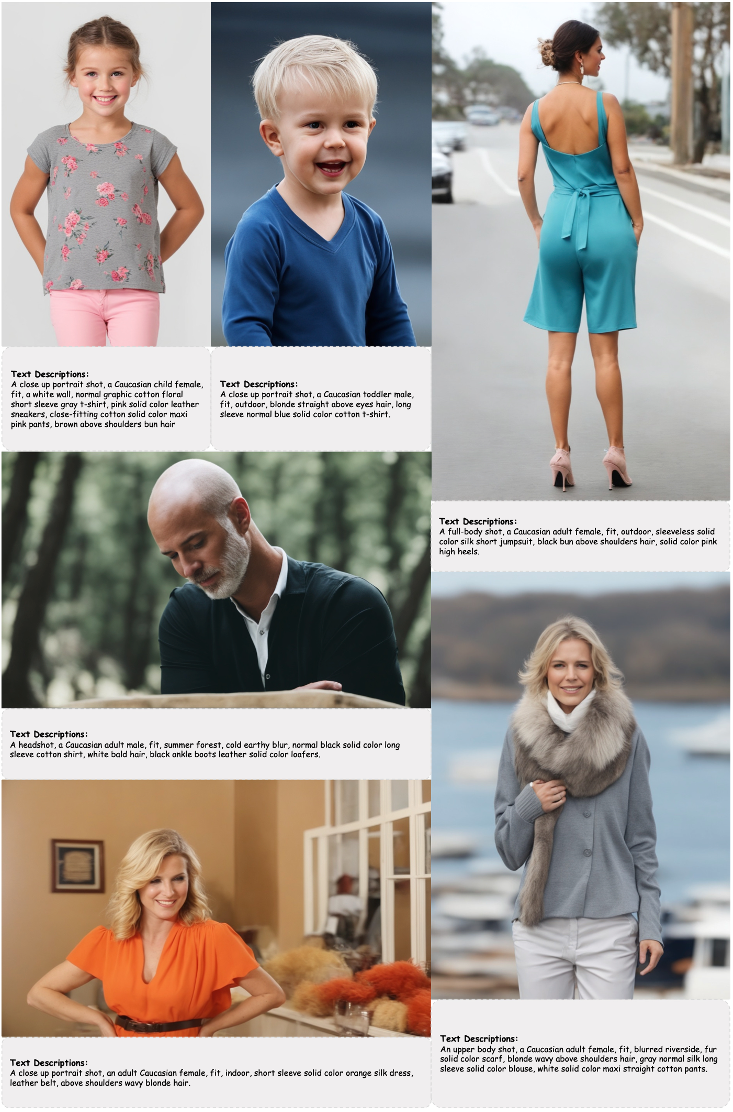 Text Descriptions:
A close up portrait shot, a Caucasian child female,
fit, a white wall, normal graphic cotton floral
short sleeve gray t-shirt, pink solid color leather
sneakers, close-fitting cotton solid color maxi
pink pants, brown above shoulders bun hair
Text Descriptions:
A close up portrait shot, a Caucasian toddler male,
fit, outdoor, blonde straight above eyes hair, long
sleeve normal blue solid color cotton t-shirt.
Text Descriptions:
A full-body shot, a Caucasian adult female, fit, outdoor, sleeveless solid
color silk short jumpsuit, black bun above shoulders hair, solid color pink
high heels.
Text Descriptions:
A headshot, a Caucasian adult male, fit, summer forest, cold earthy blur, normal black solid color long
sleeve cotton shirt, white bald hair, black ankle boots leather solid color loafers.
Text Descriptions:
A close up portrait shot, an adult Caucasian female, fit, indoor, short sleeve solid color orange silk dress,
leather belt, above shoulders wavy blonde hair.
Text Descriptions:
An upper body shot, a Caucasian adult female, fit, blurred riverside, fur
solid color scarf, blonde wavy above shoulders hair, gray normal silk long
sleeve solid color blouse, white solid color maxi straight cotton pants.